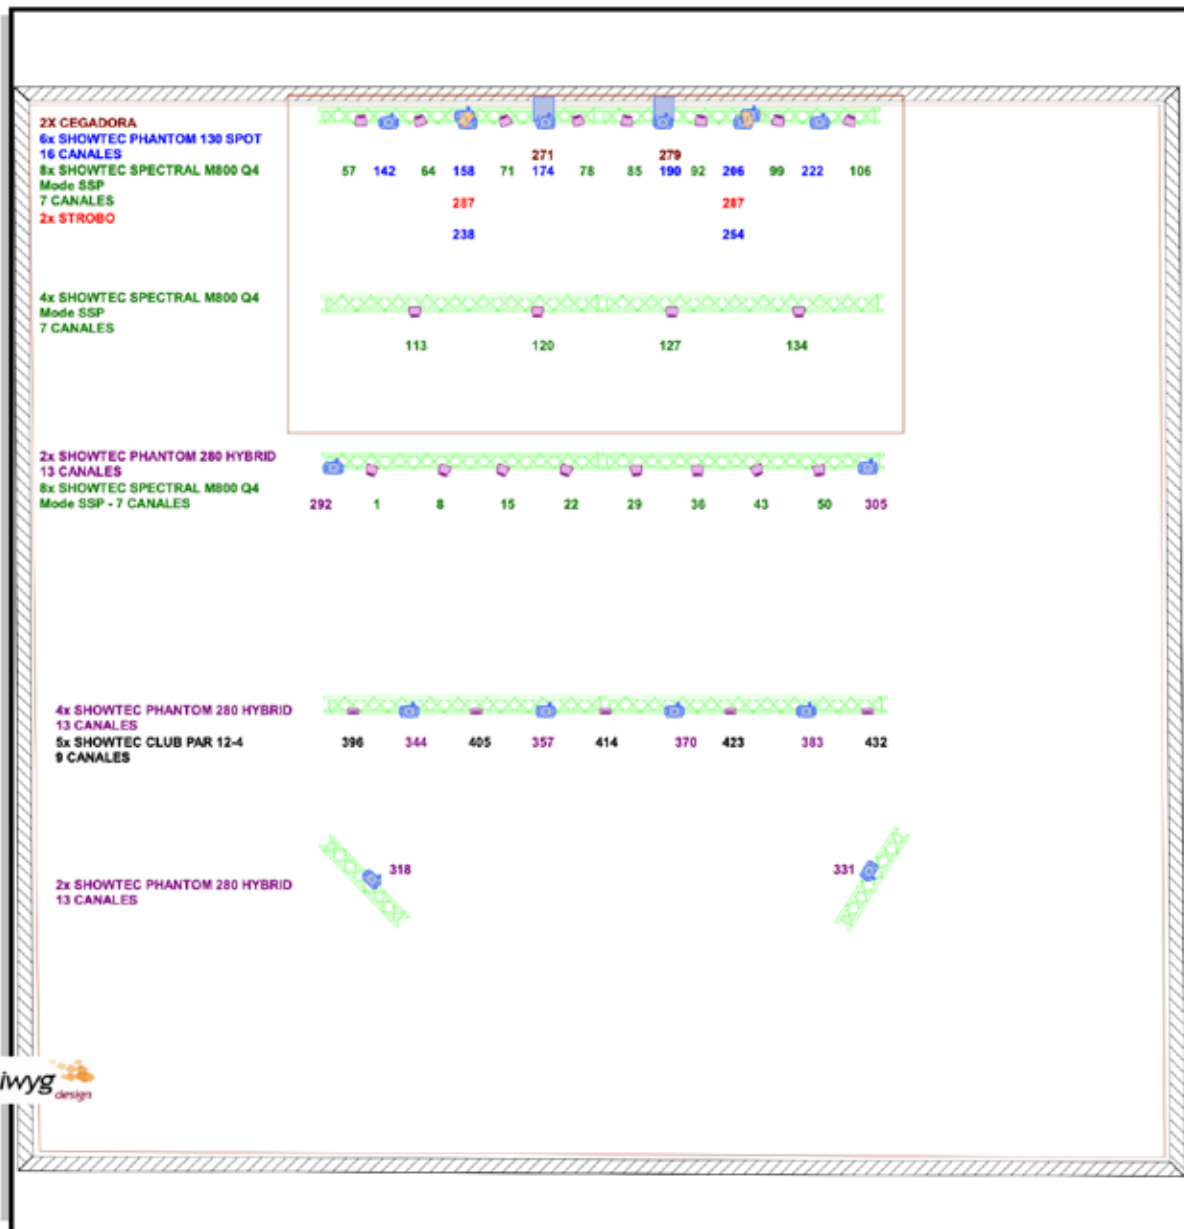 2X CEGADORA
6x SHOWTEC PHANTOM 130 SPOT
16 CANALES
8x SHOWTEC SPECTRAL M800 Q4
Mode SSP
7 CANALES
2x STROBO
271 279
57 142 64 158 71 174 78 85 190 92 206 99 222 106
287 287
238 254
4x SHOWTEC SPECTRAL M800 Q4
Mode SSP
7 CANALES
113 120 127 134
2x SHOWTEC PHANTOM 280 HYBRID
13 CANALES
8x SHOWTEC SPECTRAL M800 Q4
Mode SSP - 7 CANALES
292 1 8 15 22 29 36 43 50 305
4x SHOWTEC PHANTOM 280 HYBRID
13 CANALES
5x SHOWTEC CLUB PAR 12-4
9 CANALES
396 344 405 357 414 370 423 383 432
318 331
2x SHOWTEC PHANTOM 280 HYBRID
13 CANALES
iwyg
design